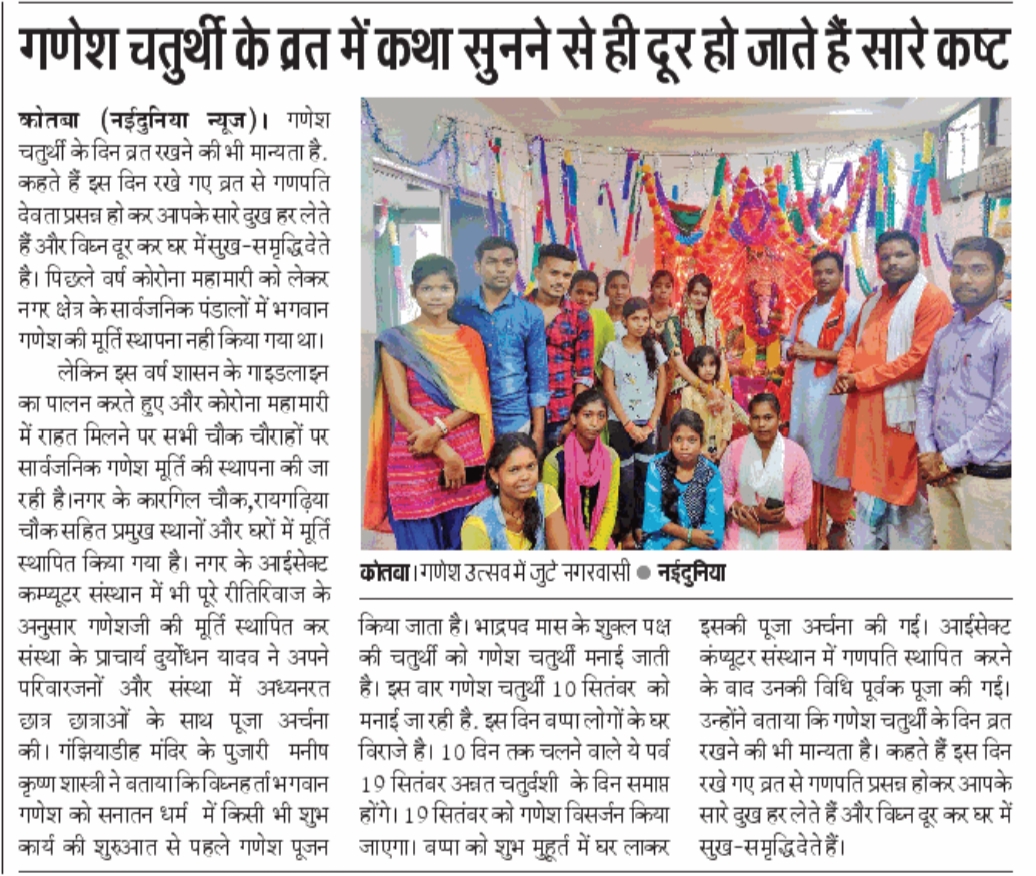 गणेश चतुर्थी के व्रत में कथा सुनने से ही दूर हो जाते हैं सारे कष्ट
कोतबा (नईदुनिया न्यूज)। गणेश
चतुर्थी के दिन व्रत रखने की भी मान्यता है.
कहते हैं इस दिन रखे गए व्रत से गणपति
देवता प्रसन्न हो कर आपके सारे दुख हर लेते
हैं और विघ्न दूर कर घर में सुख-समृद्धि देते
है। पिछले वर्ष कोरोना महामारी को लेकर
नगर क्षेत्र के सार्वजनिक पंडालों में भगवान
गणेश की मूर्ति स्थापना नही किया गया था।
लेकिन इस वर्ष शासन के गाइडलाइन
का पालन करते हुए और कोरोना महामारी
में राहत मिलने पर सभी चौक चौराहों पर
सार्वजनिक गणेश मूर्ति की स्थापना की जा
रही है।नगर के कारगिल चौक,रायगढ़िया
चौक सहित प्रमुख स्थानों और घरों में मूर्ति
स्थापित किया गया है। नगर के आईसेक्ट
कम्प्यूटर संस्थान में भी पूरे रीतिरिवाज के
अनुसार गणेशजी की मूर्ति स्थापित कर
संस्था के प्राचार्य दुर्योधन यादव ने अपने
परिवारजनों और संस्था में अध्यनरत
छात्र छात्राओं के साथ पूजा अर्चना
की। गंझियाडीह मंदिर के पुजारी मनीष
कृष्ण शास्त्री ने बताया कि विघ्नहर्ता भगवान
गणेश को सनातन धर्म में किसी भी शुभ
कार्य की शुरुआत से पहले गणेश पूजन
कोतबा। गणेश उत्सव में जुटे नगरवासी ● नईदुनिया
किया जाता है। भाद्रपद मास के शुक्ल पक्ष
की चतुर्थी को गणेश चतुर्थी मनाई जाती
है। इस बार गणेश चतुर्थी 10 सितंबर को
मनाई जा रही है. इस दिन बप्पा लोगों के घर
विराजे है। 10 दिन तक चलने वाले ये पर्व
19 सितंबर अन्नत चतुर्दशी के दिन समाप्त
होंगे। 19 सितंबर को गणेश विसर्जन किया
जाएगा। बप्पा को शुभ मुहूर्त में घर लाकर
इसकी पूजा अर्चना की गई। आईसेक्ट
कंप्यूटर संस्थान में गणपति स्थापित करने
के बाद उनकी विधि पूर्वक पूजा की गई।
उन्होंने बताया कि गणेश चतुर्थी के दिन व्रत
रखने की भी मान्यता है। कहते हैं इस दिन
रखे गए व्रत से गणपति प्रसन्न होकर आपके
सारे दुख हर लेते हैं और विघ्न दूर कर घर में
सुख-समृद्धि देते हैं।